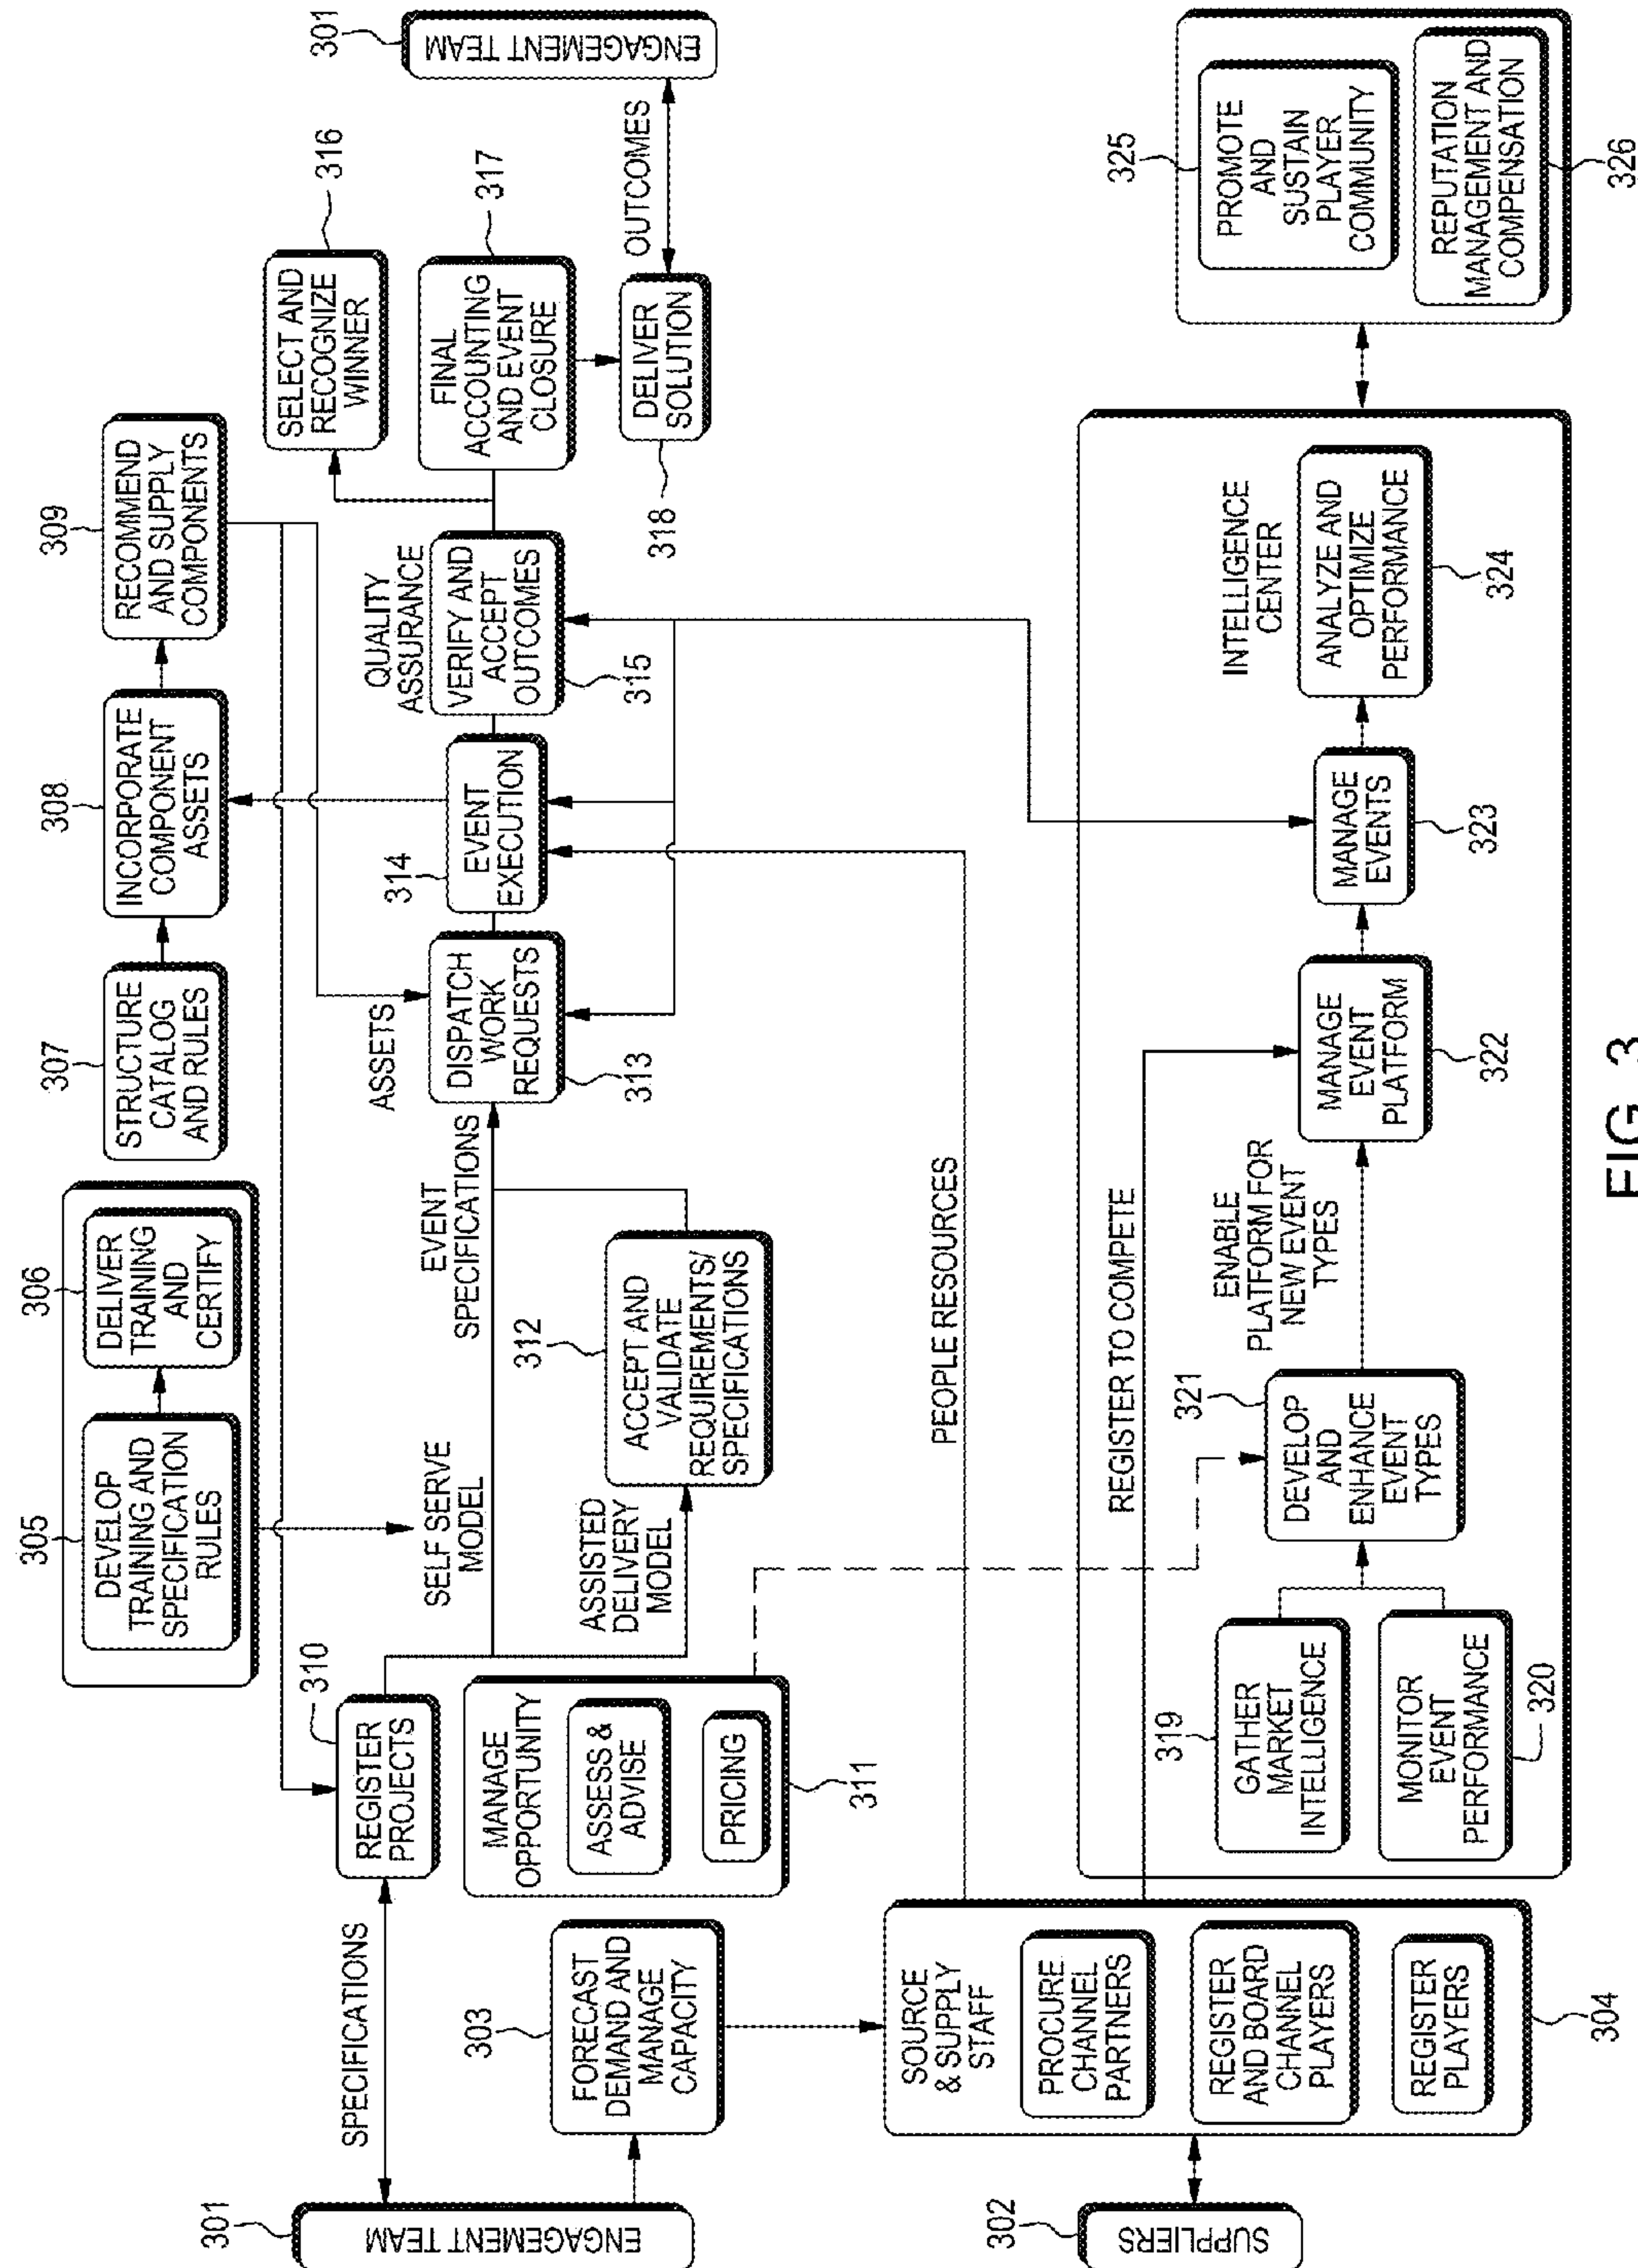 301
ENGAGEMENT TEAM
SPECIFICATIONS
310
REGISTER
PROJECTS
305
DEVELOP
TRAINING AND
SPECIFICATION
RULES
306
DELIVER
TRAINING
AND
CERTIFY
307
STRUCTURE
CATALOG
AND RULES
308
INCORPORATE
COMPONENT
ASSETS
309
RECOMMEND
AND SUPPLY
COMPONENTS
SELF SERVE
MODEL
EVENT
SPECIFICATIONS
ASSETS
DISPATCH
WORK
REQUESTS
313
314
EVENT
EXECUTION
QUALITY
ASSURANCE
VERIFY AND
ACCEPT
OUTCOMES
315
316
SELECT AND
RECOGNIZE
WINNER
317
FINAL
ACCOUNTING
AND EVENT
CLOSURE
DELIVER
SOLUTION
318
OUTCOMES
301
ENGAGEMENT TEAM
MANAGE
OPPORTUNITY
ASSESS &
ADVISE
PRICING
311
ASSISTED
DELIVERY
MODEL
312
ACCEPT AND
VALIDATE
REQUIREMENTS/
SPECIFICATIONS
303
FORECAST
DEMAND AND
MANAGE
CAPACITY
302
SUPPLIERS
SOURCE
& SUPPLY
STAFF
PROCURE
CHANNEL
PARTNERS
REGISTER
AND BOARD
CHANNEL
PLAYERS
REGISTER
PLAYERS
304
PEOPLE RESOURCES
REGISTER TO COMPETE
319
GATHER
MARKET
INTELLIGENCE
MONITOR
EVENT
PERFORMANCE
320
321
DEVELOP
AND
ENHANCE
EVENT
TYPES
ENABLE
PLATFORM FOR
NEW EVENT
TYPES
MANAGE
EVENT
PLATFORM
322
MANAGE
EVENTS
323
INTELLIGENCE
CENTER
ANALYZE AND
OPTIMIZE
PERFORMANCE
324
325
PROMOTE
AND
SUSTAIN
PLAYER
COMMUNITY
REPUTATION
MANAGEMENT AND
COMPENSATION
326
FIG. 3